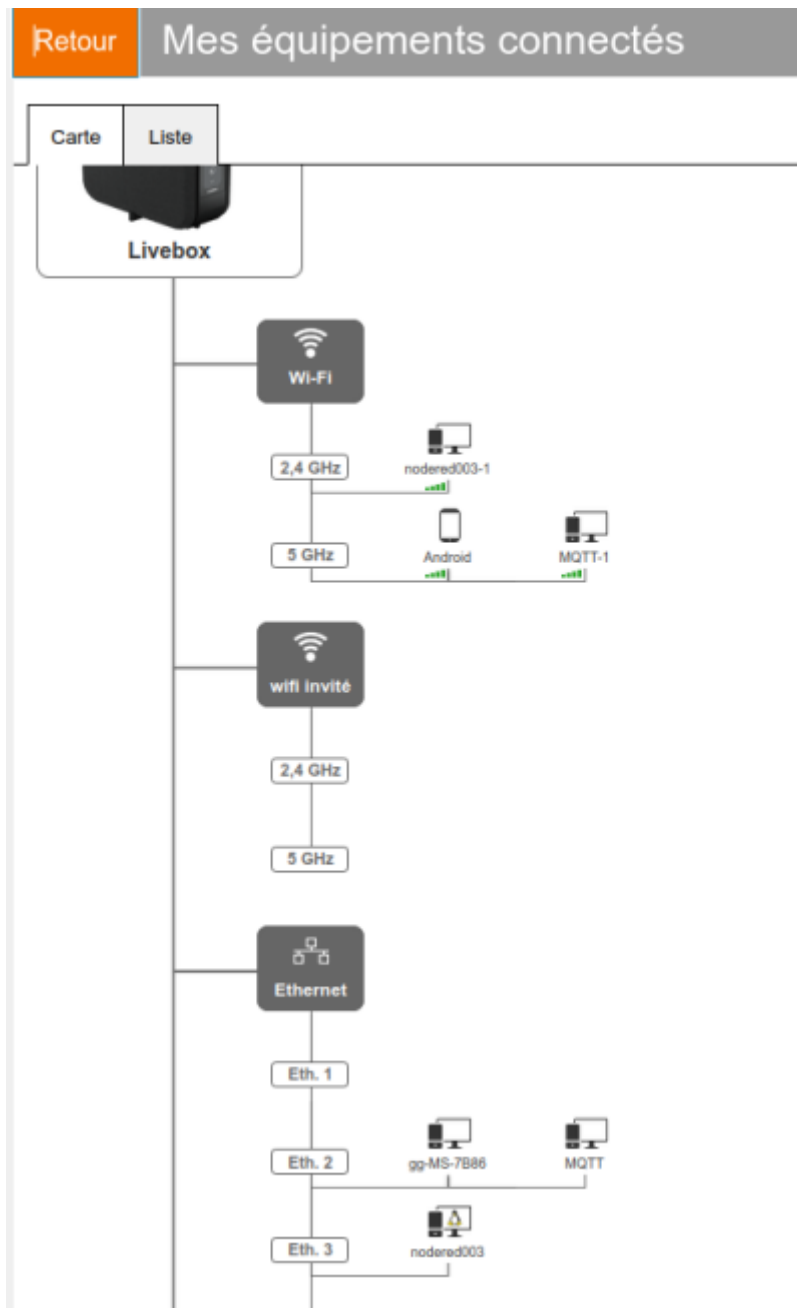 Retour
Mes équipements connectés
Carte
Liste
Livebox
Wi-Fi
2,4 GHz
nodered003-1
5 GHz
Android
MQTT-1
wifi invité
2,4 GHz
5 GHz
Ethernet
Eth. 1
Eth. 2
gg-MS-7B86
MQTT
Eth. 3
nodered003